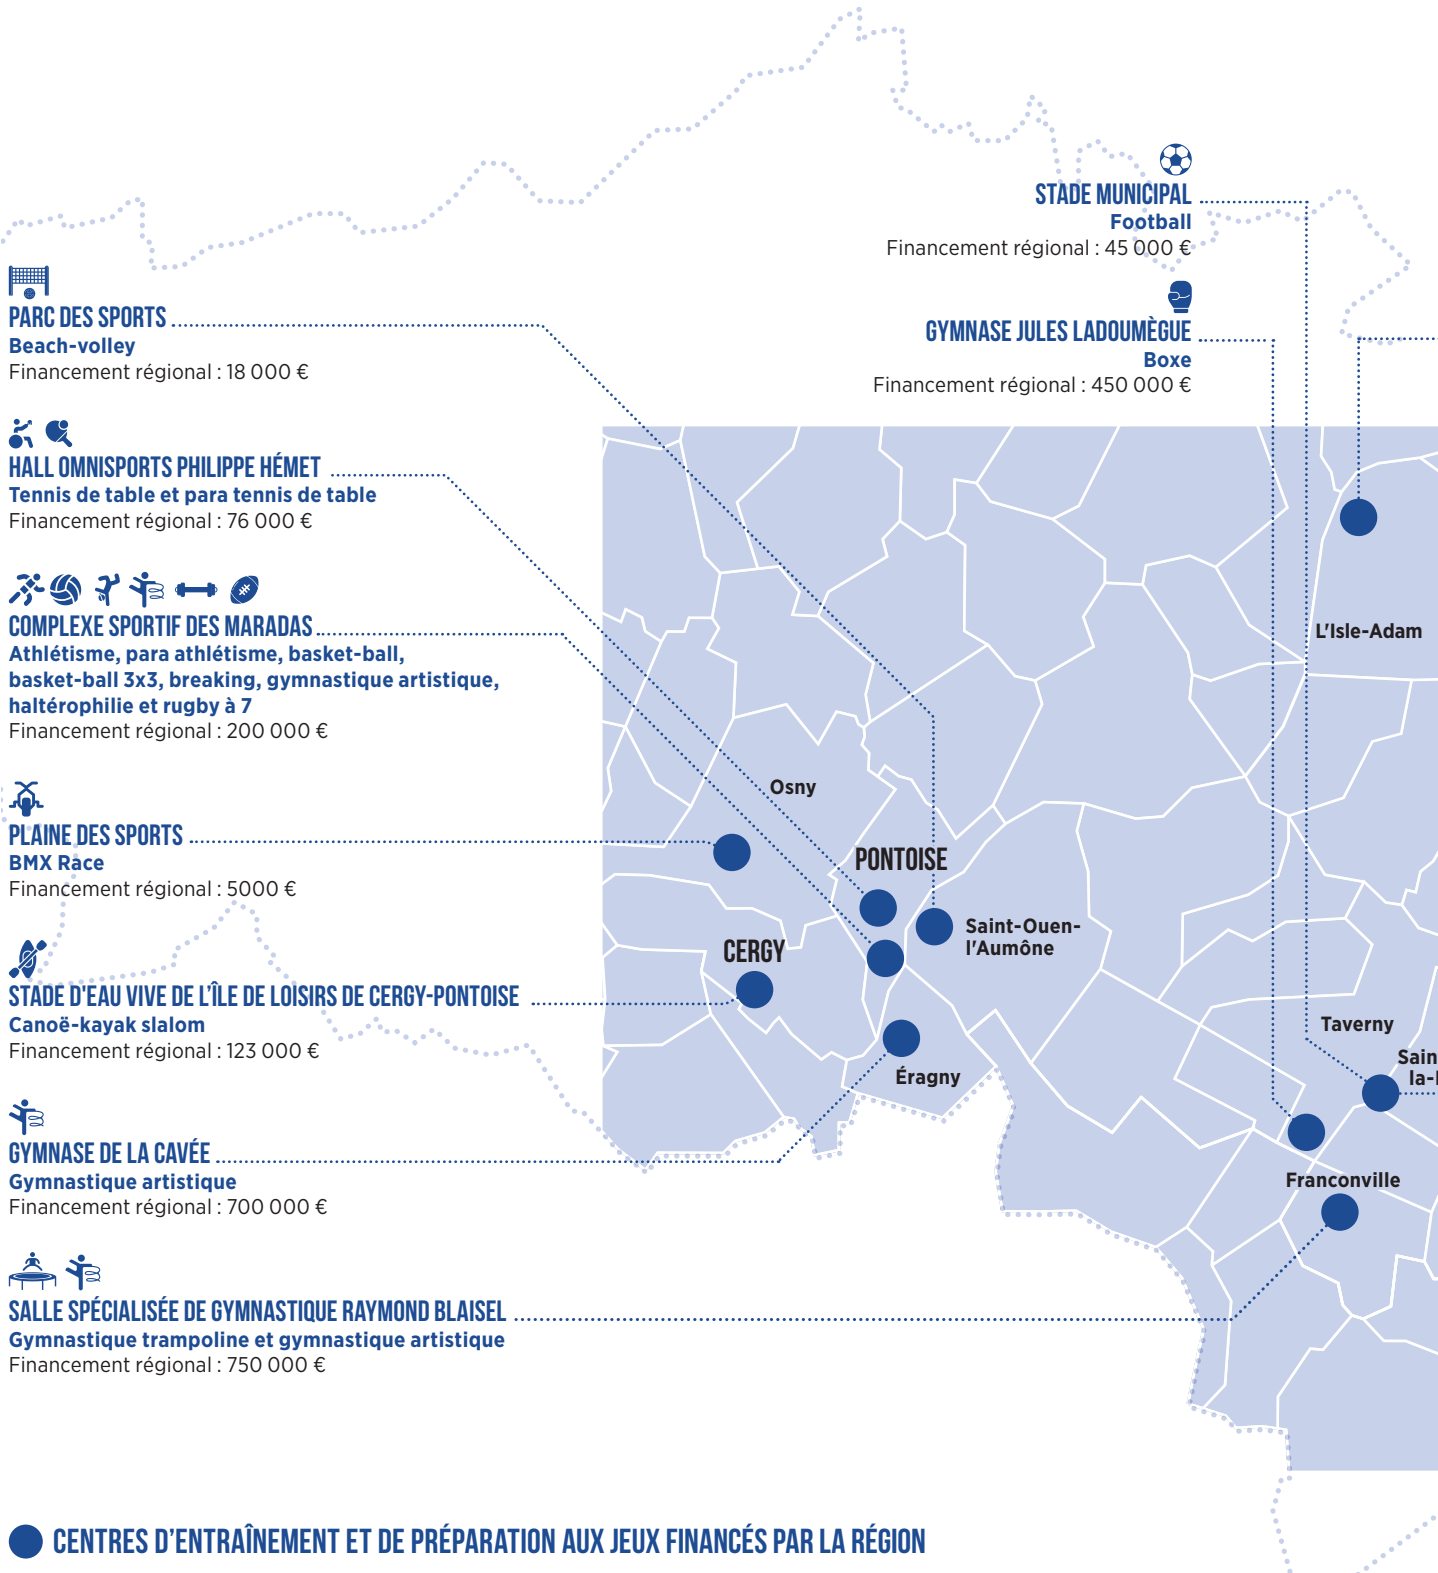 STADE MUNICIPAL
Football
Financement régional : 45 000 €
GYMNASE JULES LADOUMÈGUE
Boxe
Financement régional : 450 000 €
PARC DES SPORTS
Beach-volley
Financement régional : 18 000 €
HALL OMNISPORTS PHILIPPE HÉMET
Tennis de table et para tennis de table
Financement régional : 76 000 €
COMPLEXE SPORTIF DES MARADAS
Athlétisme, para athlétisme, basket-ball,
basket-ball 3x3, breaking, gymnastique artistique,
haltérophilie et rugby à 7
Financement régional : 200 000 €
PLAINE DES SPORTS
BMX Race
Financement régional : 5000 €
STADE D'EAU VIVE DE L'ÎLE DE LOISIRS DE CERGY-PONTOISE
Canoë-kayak slalom
Financement régional : 123 000 €
GYMNASE DE LA CAVÉE
Gymnastique artistique
Financement régional : 700 000 €
SALLE SPÉCIALISÉE DE GYMNASTIQUE RAYMOND BLAISEL
Gymnastique trampoline et gymnastique artistique
Financement régional : 750 000 €
L'Isle-Adam
Osny
PONTOISE
Saint-Ouen-
l'Aumône
CERGY
Éragny
Taverny
Sain
la-
Franconville
CENTRES D'ENTRAÎNEMENT ET DE PRÉPARATION AUX JEUX FINANCÉS PAR LA RÉGION